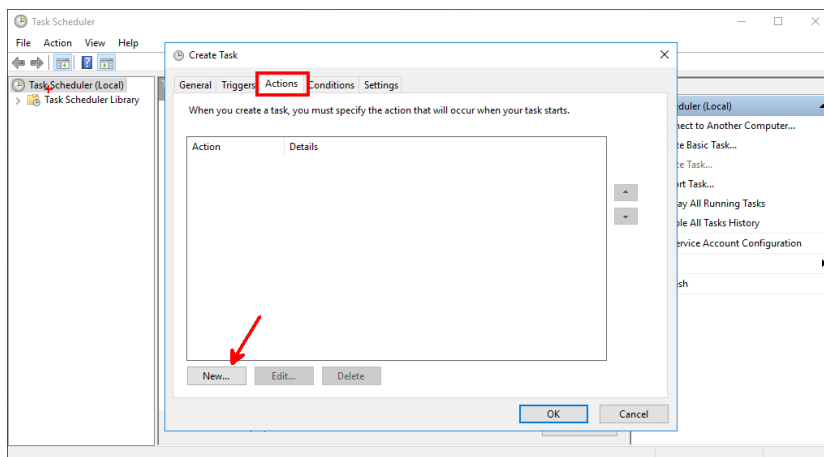 Task Scheduler
File Action View Help
Task Scheduler (Local)
Task Scheduler Library
Create Task
General Triggers Actions Conditions Settings
When you create a task, you must specify the action that will occur when your task starts.
Action Details
New... Edit... Delete
OK Cancel
duler (Local)
nect to Another Computer...
te Basic Task...
te Task...
rt Task...
ay All Running Tasks
ble All Tasks History
ervice Account Configuration
sh